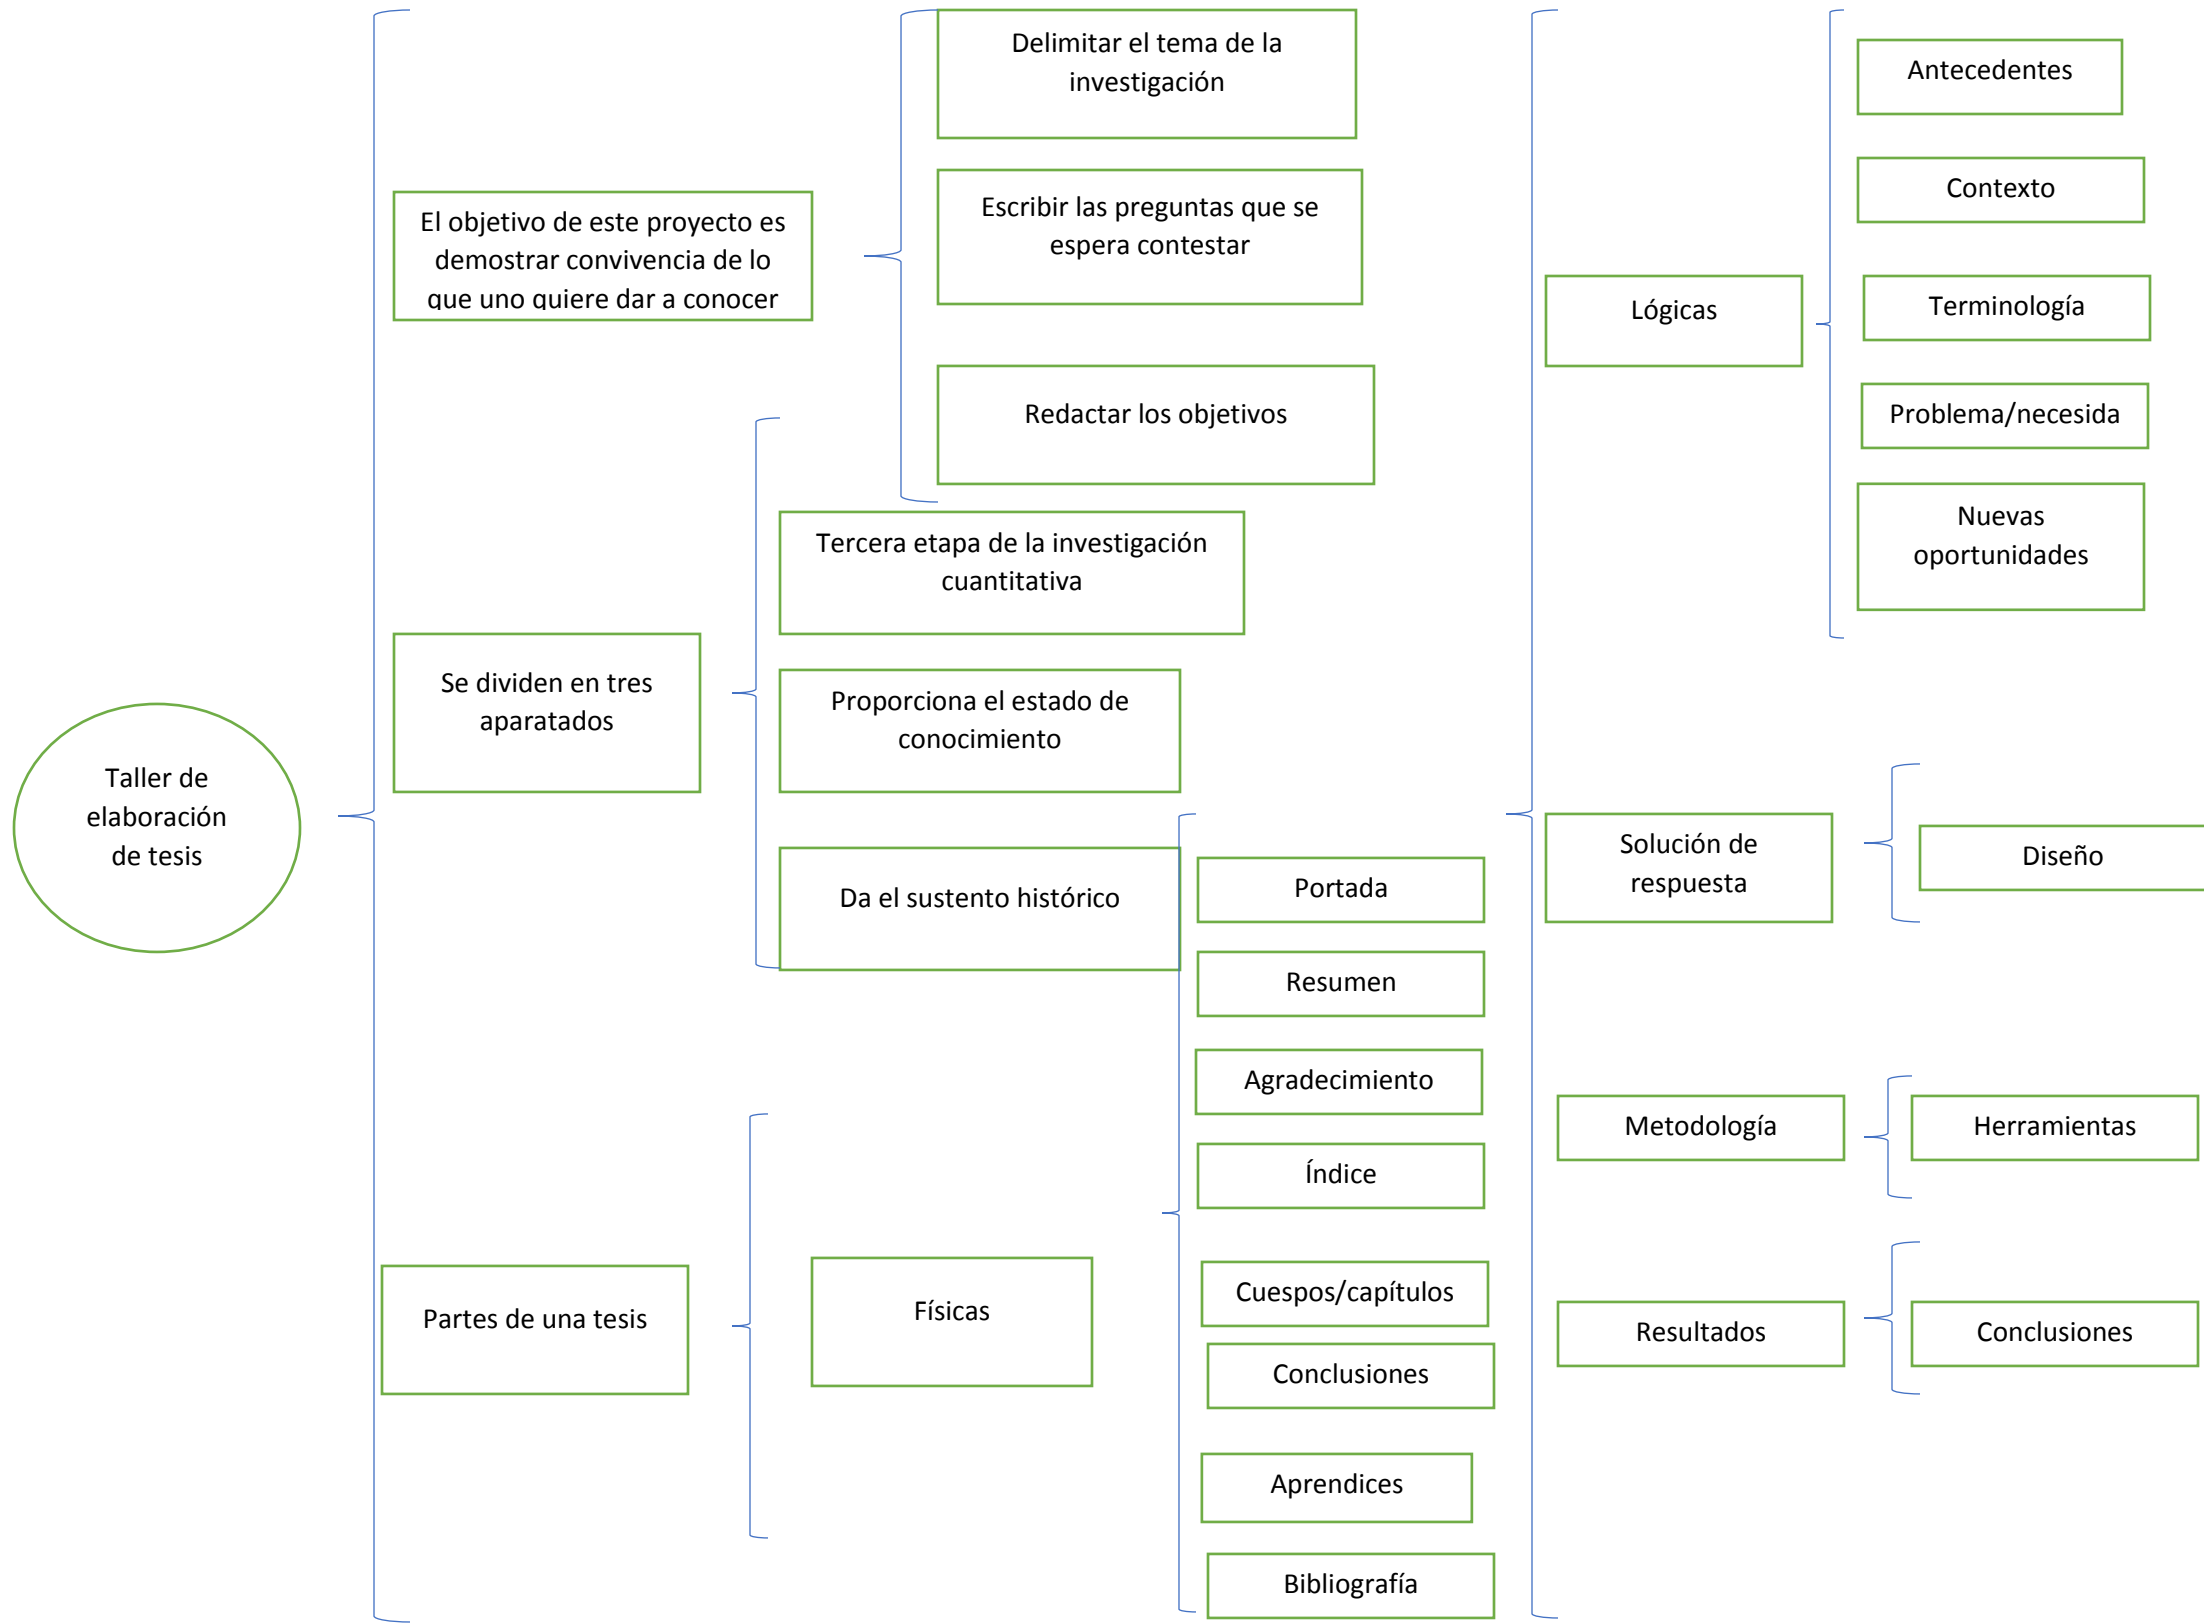 Taller de
elaboración
de tesis
El objetivo de este proyecto es
demostrar convivencia de lo
que uno quiere dar a conocer
Delimitar el tema de la
investigación
Escribir las preguntas que se
espera contestar
Redactar los objetivos
Se dividen en tres
aparatados
Tercera etapa de la investigación
cuantitativa
Proporciona el estado de
conocimiento
Da el sustento histórico
Partes de una tesis
Físicas
Portada
Resumen
Agradecimiento
Índice
Cuespos/capítulos
Conclusiones
Aprendices
Bibliografía
Lógicas
Antecedentes
Contexto
Terminología
Problema/necesida
Nuevas
oportunidades
Solución de
respuesta
Diseño
Metodología
Herramientas
Resultados
Conclusiones